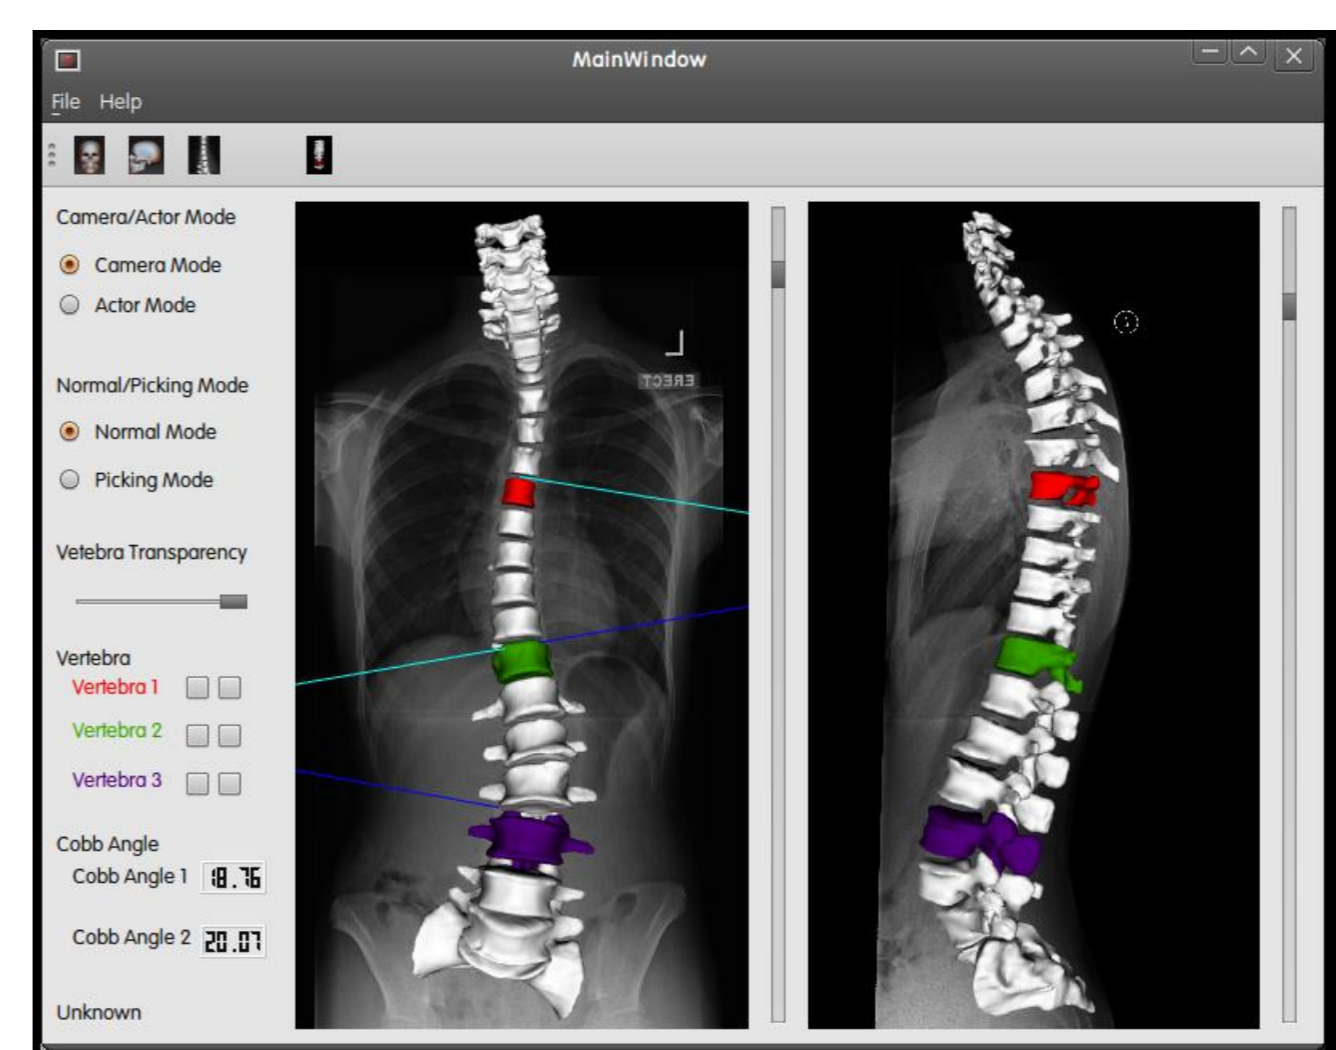 MainWindow
File Help
Camera/Actor Mode
Camera Mode
Actor Mode
Normal/Picking Mode
Normal Mode
Picking Mode
Vetebra Transparency
Vertebra
Vertebra 1
Vertebra 2
Vertebra 3
Cobb Angle
Cobb Angle 1 18.76
Cobb Angle 2 20.07
Unknown
L
ERECT